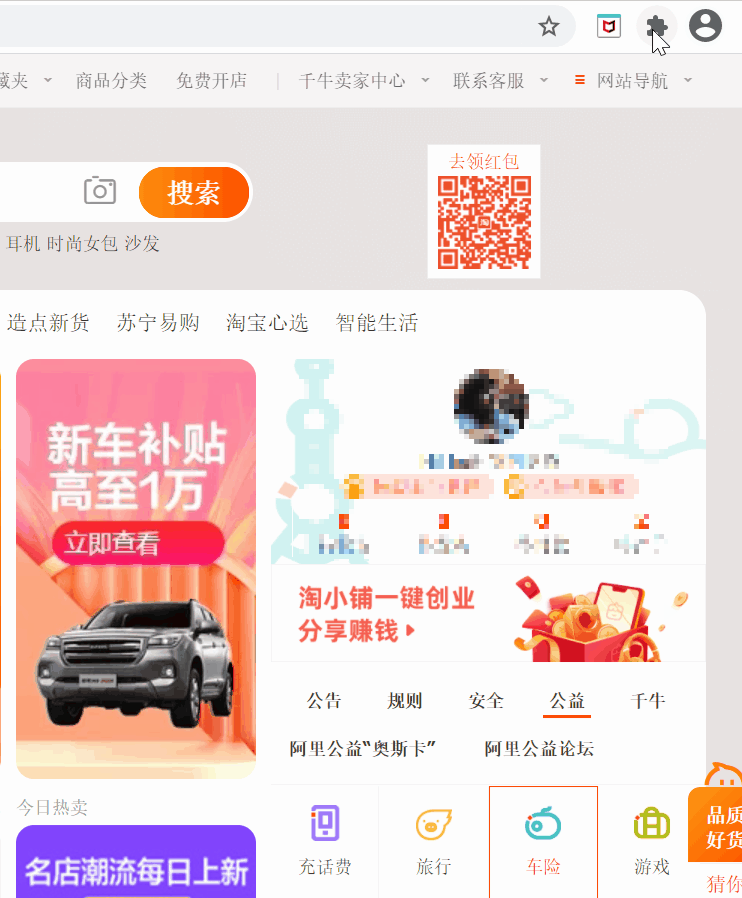 藏夹 商品分类 免费开店 千牛卖家中心 联系客服 网站导航
去领红包
搜索
耳机 时尚女包 沙发
造点新货 苏宁易购 淘宝心选 智能生活
新车补贴
高至1万
立即查看
淘小铺一键创业
分享赚钱
公告 规则 安全 公益 千牛
阿里公益“奥斯卡” 阿里公益论坛
今日热卖
名店潮流每日上新
充话费 旅行 车险 游戏
品质
好货
猜你